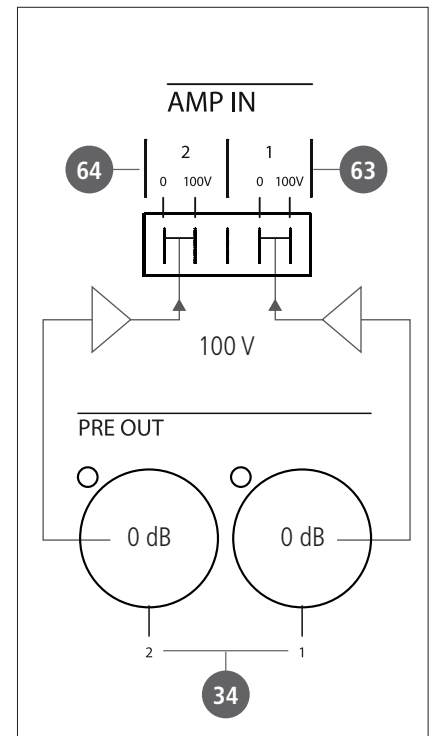 AMP IN
64 2 1 63
0 100V 0 100V
100 V
PRE OUT
0 dB 0 dB
2 1
34